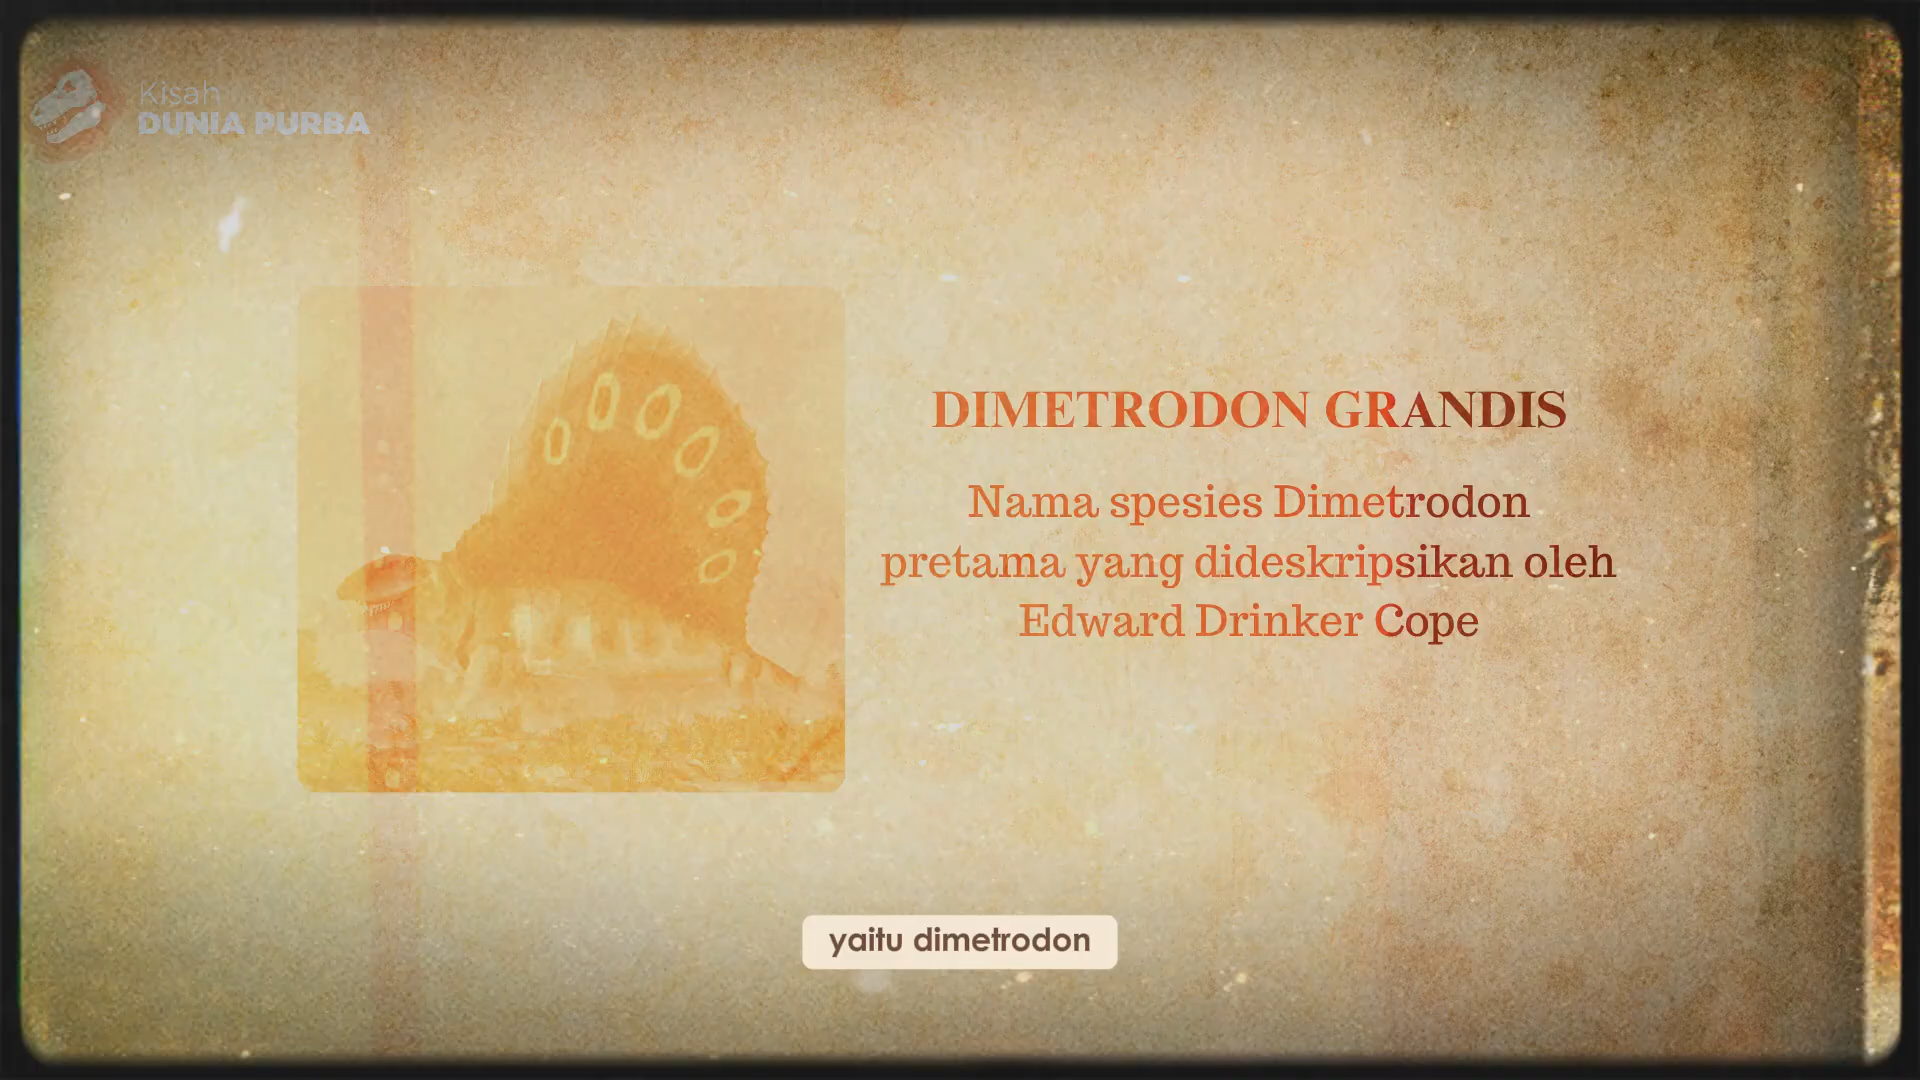 Kisah
DUNIA PURBA
DIMETRODON GRANDIS
Nama spesies Dimetrodon
pretama yang dideskripsikan oleh
Edward Drinker Cope
yaitu dimetrodon